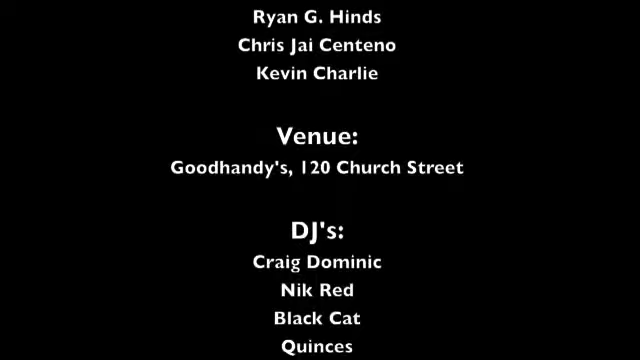 Ryan G. Hinds
Chris Jai Centeno
Kevin Charlie
Venue:
Goodhandy's, 120 Church Street
DJ's:
Craig Dominic
Nik Red
Black Cat
Quinces